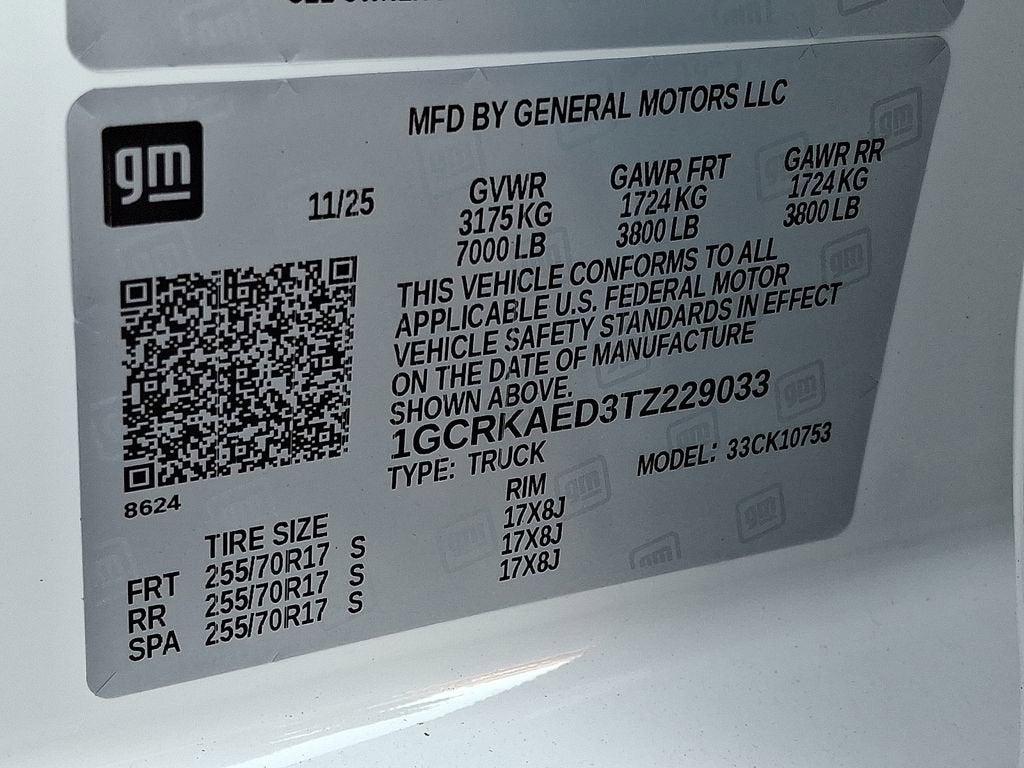 MFD BY GENERAL MOTORS LLC
gm
11/25
GVWR
3175 KG
7000 LB
GAWR FRT
1724 KG
3800 LB
GAWR RR
1724 KG
3800 LB
THIS VEHICLE CONFORMS TO ALL
APPLICABLE U.S. FEDERAL MOTOR
VEHICLE SAFETY STANDARDS IN EFFECT
ON THE DATE OF MANUFACTURE
SHOWN ABOVE.
1GCRKAED3TZ229033
TYPE: TRUCK MODEL: 33CK10753
8624
TIRE SIZE RIM
FRT 255/70R17 S 17X8J
RR 255/70R17 S 17X8J
SPA 255/70R17 S 17X8J